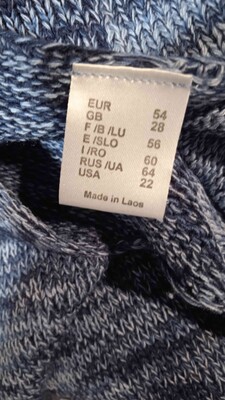 EUR 54
GB 28
F /B /LU
E /SLO 56
I /RO 60
RUS /UA 64
USA 22
Made in Laos